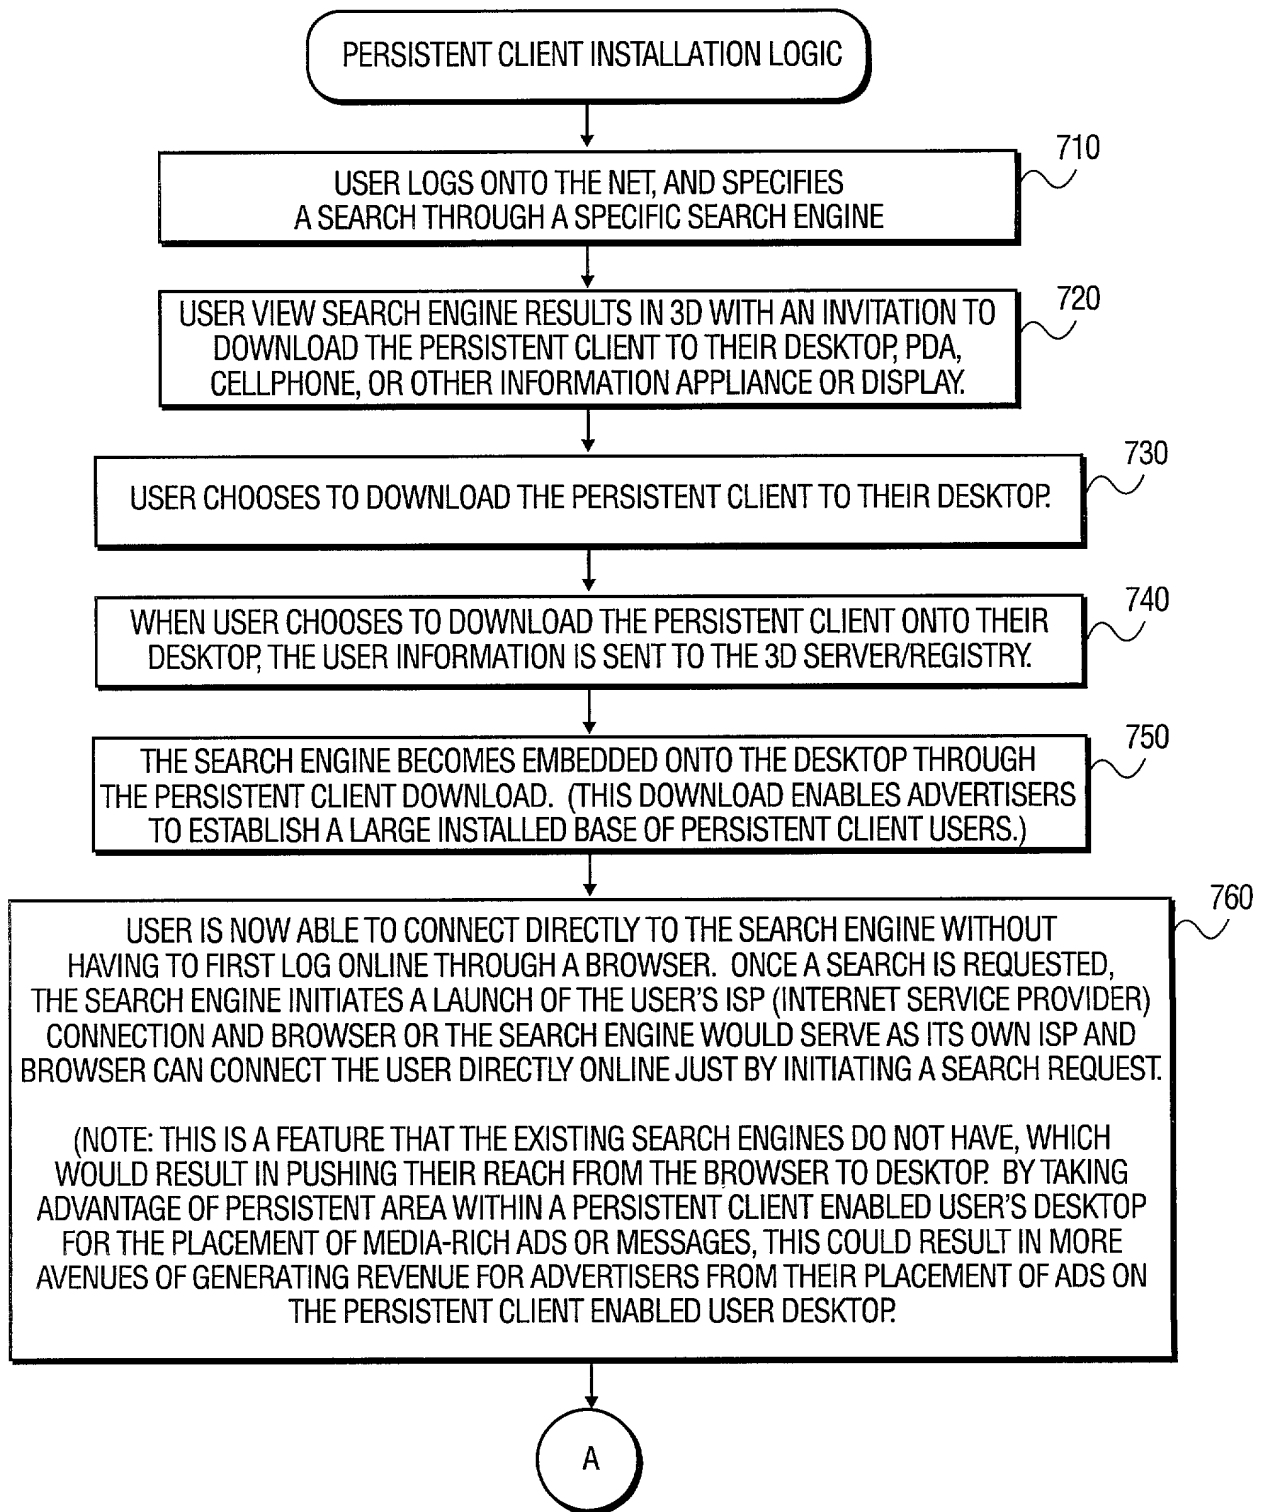 PERSISTENT CLIENT INSTALLATION LOGIC
710
USER LOGS ONTO THE NET, AND SPECIFIES
A SEARCH THROUGH A SPECIFIC SEARCH ENGINE
720
USER VIEW SEARCH ENGINE RESULTS IN 3D WITH AN INVITATION TO
DOWNLOAD THE PERSISTENT CLIENT TO THEIR DESKTOP, PDA,
CELLPHONE, OR OTHER INFORMATION APPLIANCE OR DISPLAY.
730
USER CHOOSES TO DOWNLOAD THE PERSISTENT CLIENT TO THEIR DESKTOP.
740
WHEN USER CHOOSES TO DOWNLOAD THE PERSISTENT CLIENT ONTO THEIR
DESKTOP, THE USER INFORMATION IS SENT TO THE 3D SERVER/REGISTRY.
750
THE SEARCH ENGINE BECOMES EMBEDDED ONTO THE DESKTOP THROUGH
THE PERSISTENT CLIENT DOWNLOAD. (THIS DOWNLOAD ENABLES ADVERTISERS
TO ESTABLISH A LARGE INSTALLED BASE OF PERSISTENT CLIENT USERS.)
760
USER IS NOW ABLE TO CONNECT DIRECTLY TO THE SEARCH ENGINE WITHOUT
HAVING TO FIRST LOG ONLINE THROUGH A BROWSER. ONCE A SEARCH IS REQUESTED,
THE SEARCH ENGINE INITIATES A LAUNCH OF THE USER'S ISP (INTERNET SERVICE PROVIDER)
CONNECTION AND BROWSER OR THE SEARCH ENGINE WOULD SERVE AS ITS OWN ISP AND
BROWSER CAN CONNECT THE USER DIRECTLY ONLINE JUST BY INITIATING A SEARCH REQUEST.
(NOTE: THIS IS A FEATURE THAT THE EXISTING SEARCH ENGINES DO NOT HAVE, WHICH
WOULD RESULT IN PUSHING THEIR REACH FROM THE BROWSER TO DESKTOP. BY TAKING
ADVANTAGE OF PERSISTENT AREA WITHIN A PERSISTENT CLIENT ENABLED USER'S DESKTOP
FOR THE PLACEMENT OF MEDIA-RICH ADS OR MESSAGES, THIS COULD RESULT IN MORE
AVENUES OF GENERATING REVENUE FOR ADVERTISERS FROM THEIR PLACEMENT OF ADS ON
THE PERSISTENT CLIENT ENABLED USER DESKTOP.
A